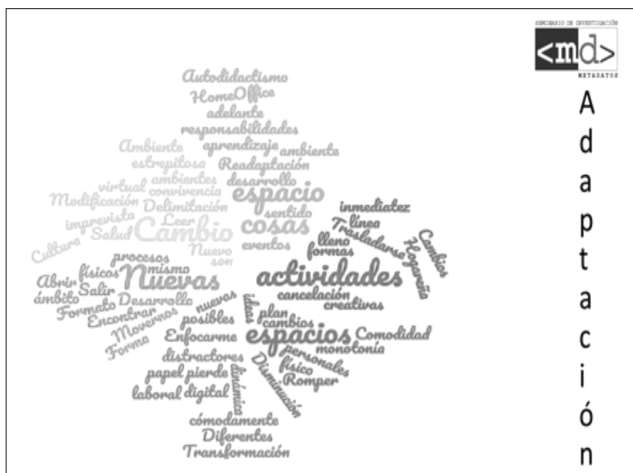 SEMINARIO DE INVESTIGACIÓN
<md>
METADATOS
Autodidactismo
HomeOffice
adelante
responsabilidades
Ambiente
aprendizaje
ambiente
estrepitosa
Readaptación
virtual
ambientes
desarrollo
convivencia
espacio
Modificación
Delimitación
sentido
imprevista
Leer
cosas
Cultura
Salud
Cambio
eventos
Nuevo
son
inmediatez
línea
Trasladarse
lleno
formas
Hogareña
Cambios
procesos
físicos
mismo
Abrir
Salir
Nuevas
actividades
ámbito
Formato
Desarrollo
cancelación
creativas
Encontrar
nuevas
ideas
plan
Movernos
posibles
cambios
Forma
Enfocarme
espacios
Comodidad
monotonía
distractores
personales
físico
papel
pierde
dinámica
Disminución
Romper
laboral
digital
cómodamente
Diferentes
Transformación
Adaptación